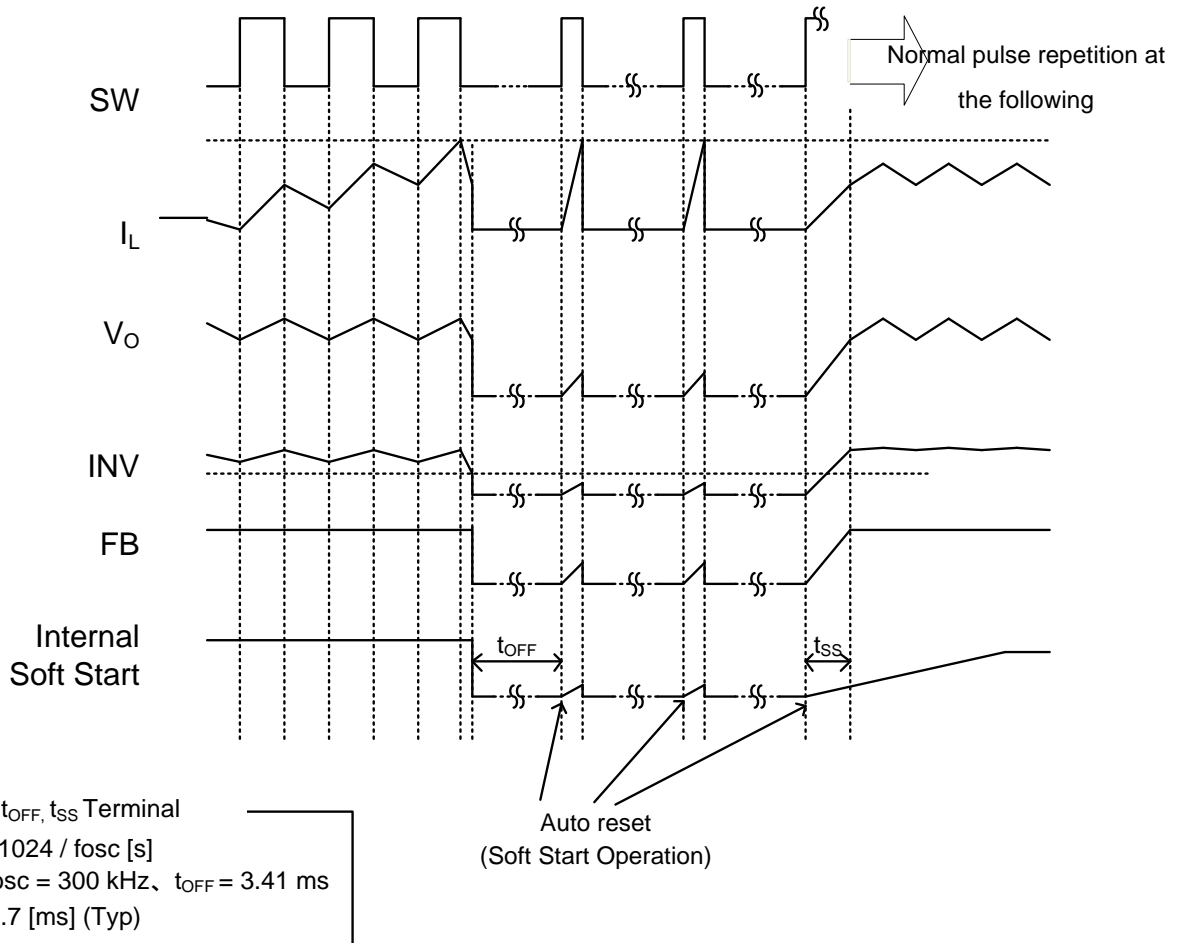 SW
Normal pulse repetition at
the following
IL
VO
INV
FB
Internal
Soft Start
tOFF
tSS
Auto reset
(Soft Start Operation)
tOFF, tSS Terminal
1024 / fosc [s]
osc = 300 kHz、tOFF = 3.41 ms
.7 [ms] (Typ)